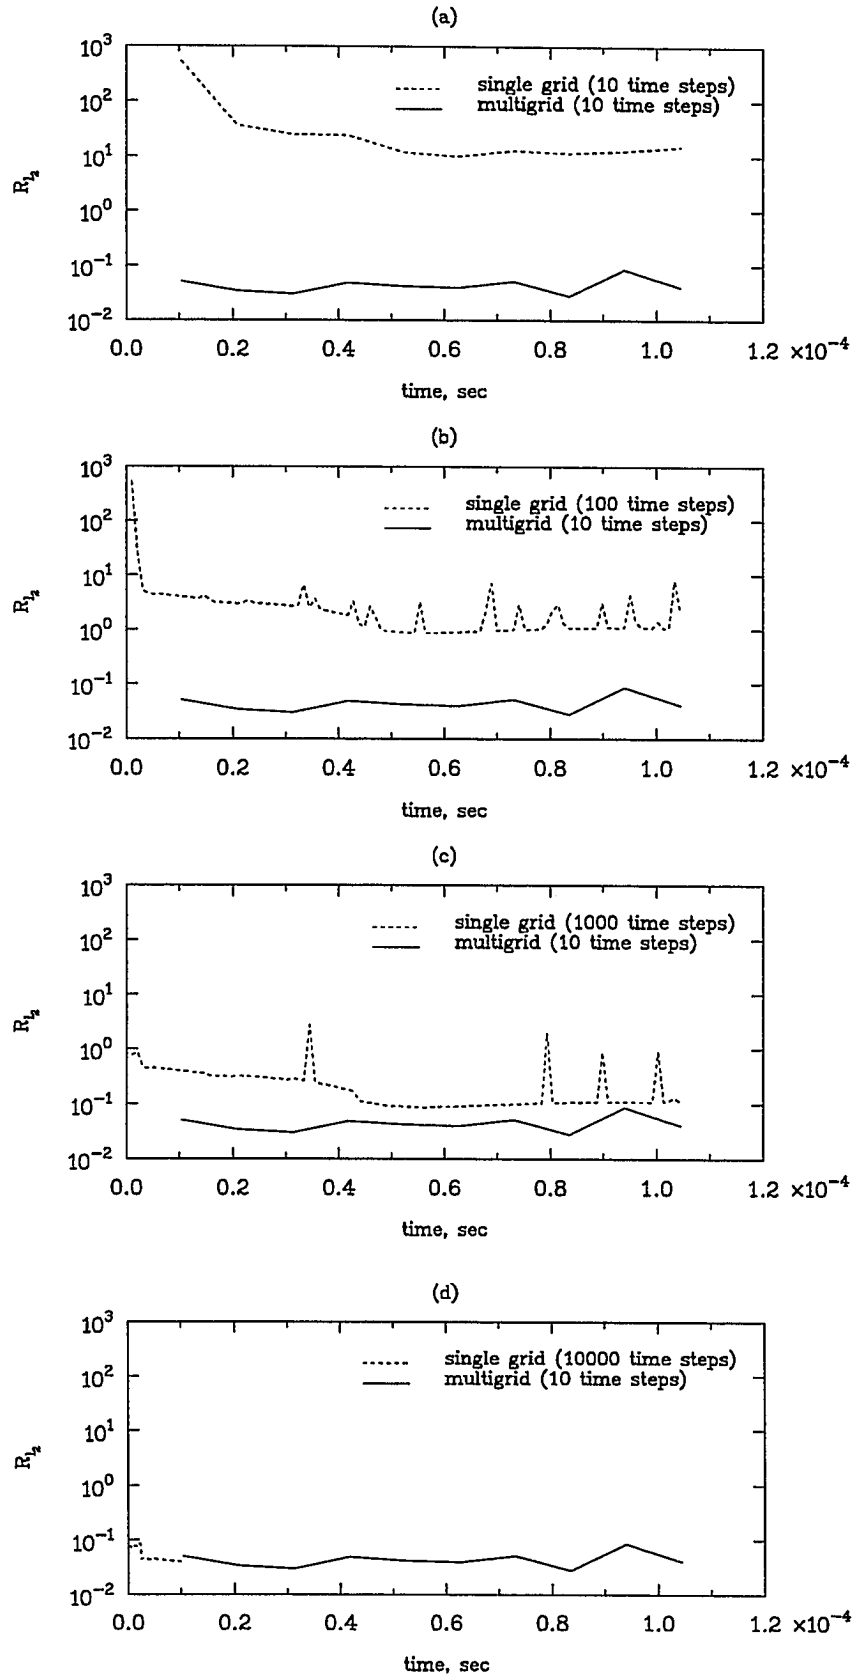 (a)
10³
10²
10¹
10⁰
10⁻¹
10⁻²
R_l₂
single grid (10 time steps)
multigrid (10 time steps)
0.0 0.2 0.4 0.6 0.8 1.0 1.2 ×10⁻⁴
time, sec
(b)
10³
10²
10¹
10⁰
10⁻¹
10⁻²
R_l₂
single grid (100 time steps)
multigrid (10 time steps)
0.0 0.2 0.4 0.6 0.8 1.0 1.2 ×10⁻⁴
time, sec
(c)
10³
10²
10¹
10⁰
10⁻¹
10⁻²
R_l₂
single grid (1000 time steps)
multigrid (10 time steps)
0.0 0.2 0.4 0.6 0.8 1.0 1.2 ×10⁻⁴
time, sec
(d)
10³
10²
10¹
10⁰
10⁻¹
10⁻²
R_l₂
single grid (10000 time steps)
multigrid (10 time steps)
0.0 0.2 0.4 0.6 0.8 1.0 1.2 ×10⁻⁴
time, sec